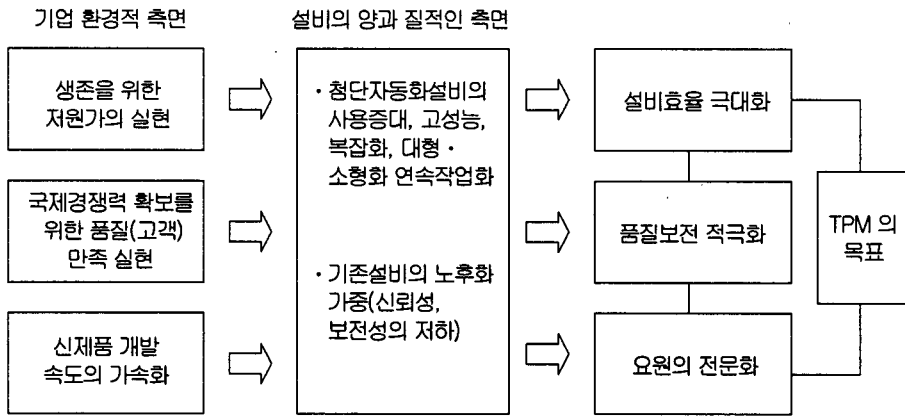 기업 환경적 측면
설비의 양과 질적인 측면
생존을 위한
저원가의 실현
국제경쟁력 확보를
위한 품질(고객)
만족 실현
신제품 개발
속도의 가속화
· 첨단자동화설비의
사용증대, 고성능,
복잡화, 대형 ·
소형화 연속작업화
· 기존설비의 노후화
가중(신뢰성,
보전성의 저하)
설비효율 극대화
품질보전 적극화
요원의 전문화
TPM 의
목표